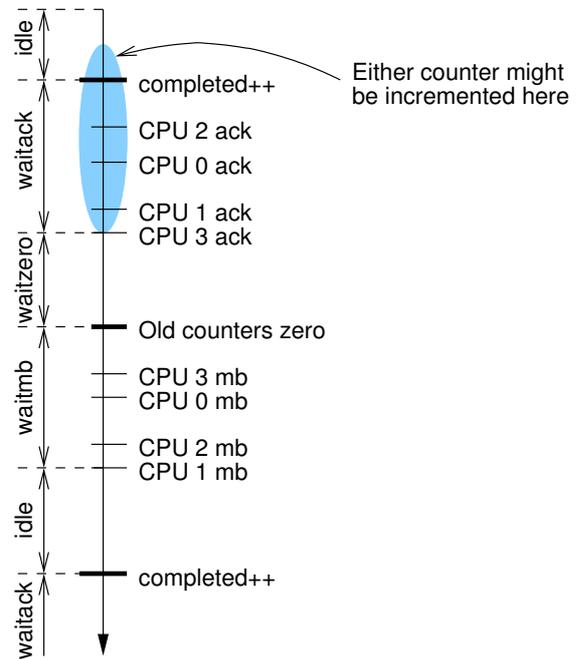 idle
Either counter might
be incremented here
completed++
waitack
CPU 2 ack
CPU 0 ack
CPU 1 ack
CPU 3 ack
waitzero
Old counters zero
waitmb
CPU 3 mb
CPU 0 mb
CPU 2 mb
CPU 1 mb
idle
completed++
waitack